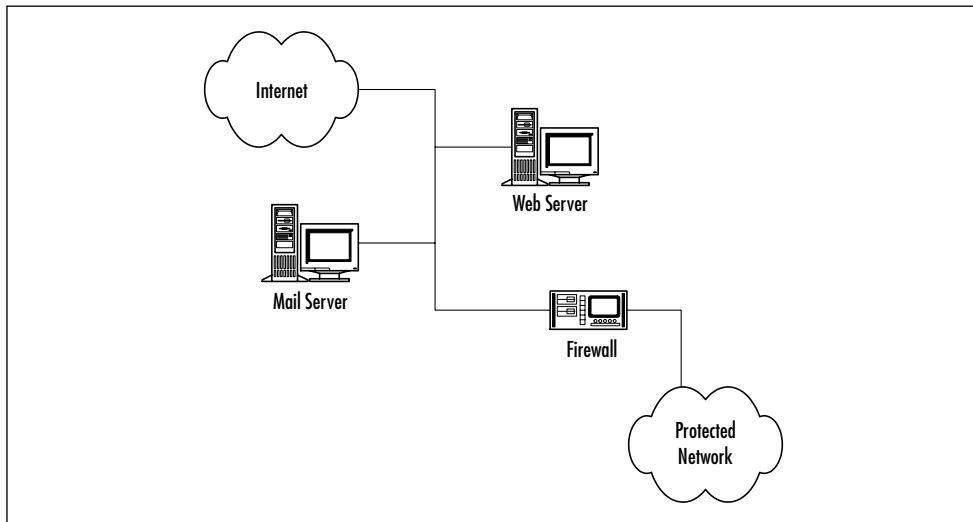 Internet
Web Server
Mail Server
Firewall
Protected
Network